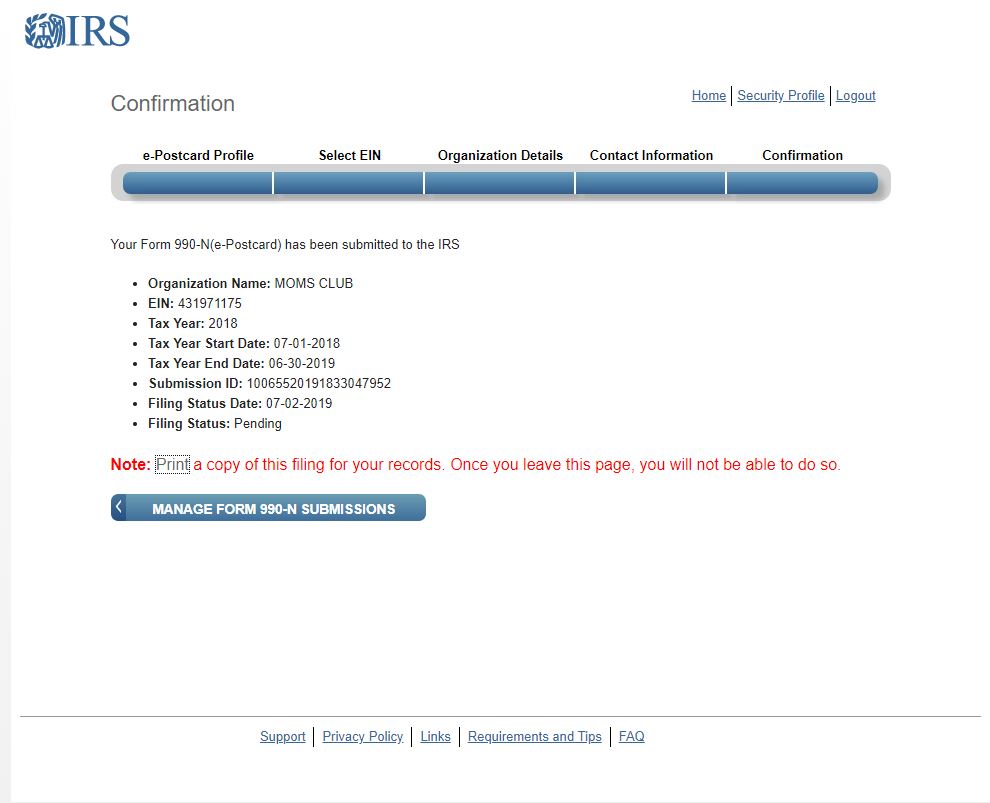 IRS
Confirmation
Home | Security Profile | Logout
e-Postcard Profile Select EIN Organization Details Contact Information Confirmation
Your Form 990-N(e-Postcard) has been submitted to the IRS
• Organization Name: MOMS CLUB
• EIN: 431971175
• Tax Year: 2018
• Tax Year Start Date: 07-01-2018
• Tax Year End Date: 06-30-2019
• Submission ID: 10065520191833047952
• Filing Status Date: 07-02-2019
• Filing Status: Pending
Note: Print a copy of this filing for your records. Once you leave this page, you will not be able to do so.
MANAGE FORM 990-N SUBMISSIONS
Support | Privacy Policy | Links | Requirements and Tips | FAQ